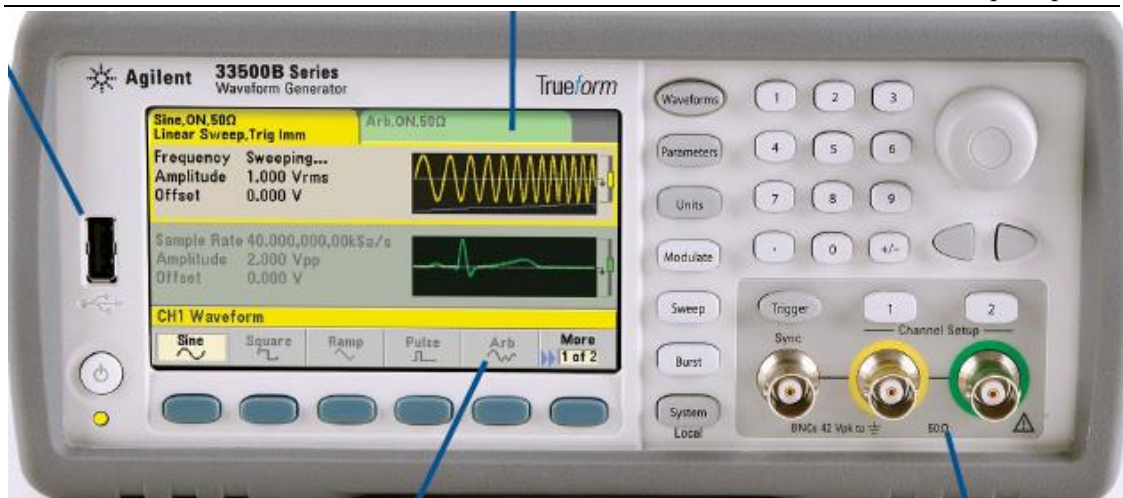 Agilent 33500B Series
Waveform Generator
Trueform
Sine,ON,50Ω
Linear Sweep,Trig Imm
Arb,ON,50Ω
Frequency Sweeping...
Amplitude 1.000 Vrms
Offset 0.000 V
Sample Rate 40.000,000,00kSa/s
Amplitude 2.000 Vpp
Offset 0.000 V
CH1 Waveform
Sine Square Ramp Pulse Arb More
1 of 2
Waveforms 1 2 3
Parameters 4 5 6
Units 7 8 9
Modulate . 0 +/-
Sweep Trigger 1 2
Channel Setup
Sync
Burst
System
Local
BNCs 42 Vpk to ⏚ 50Ω